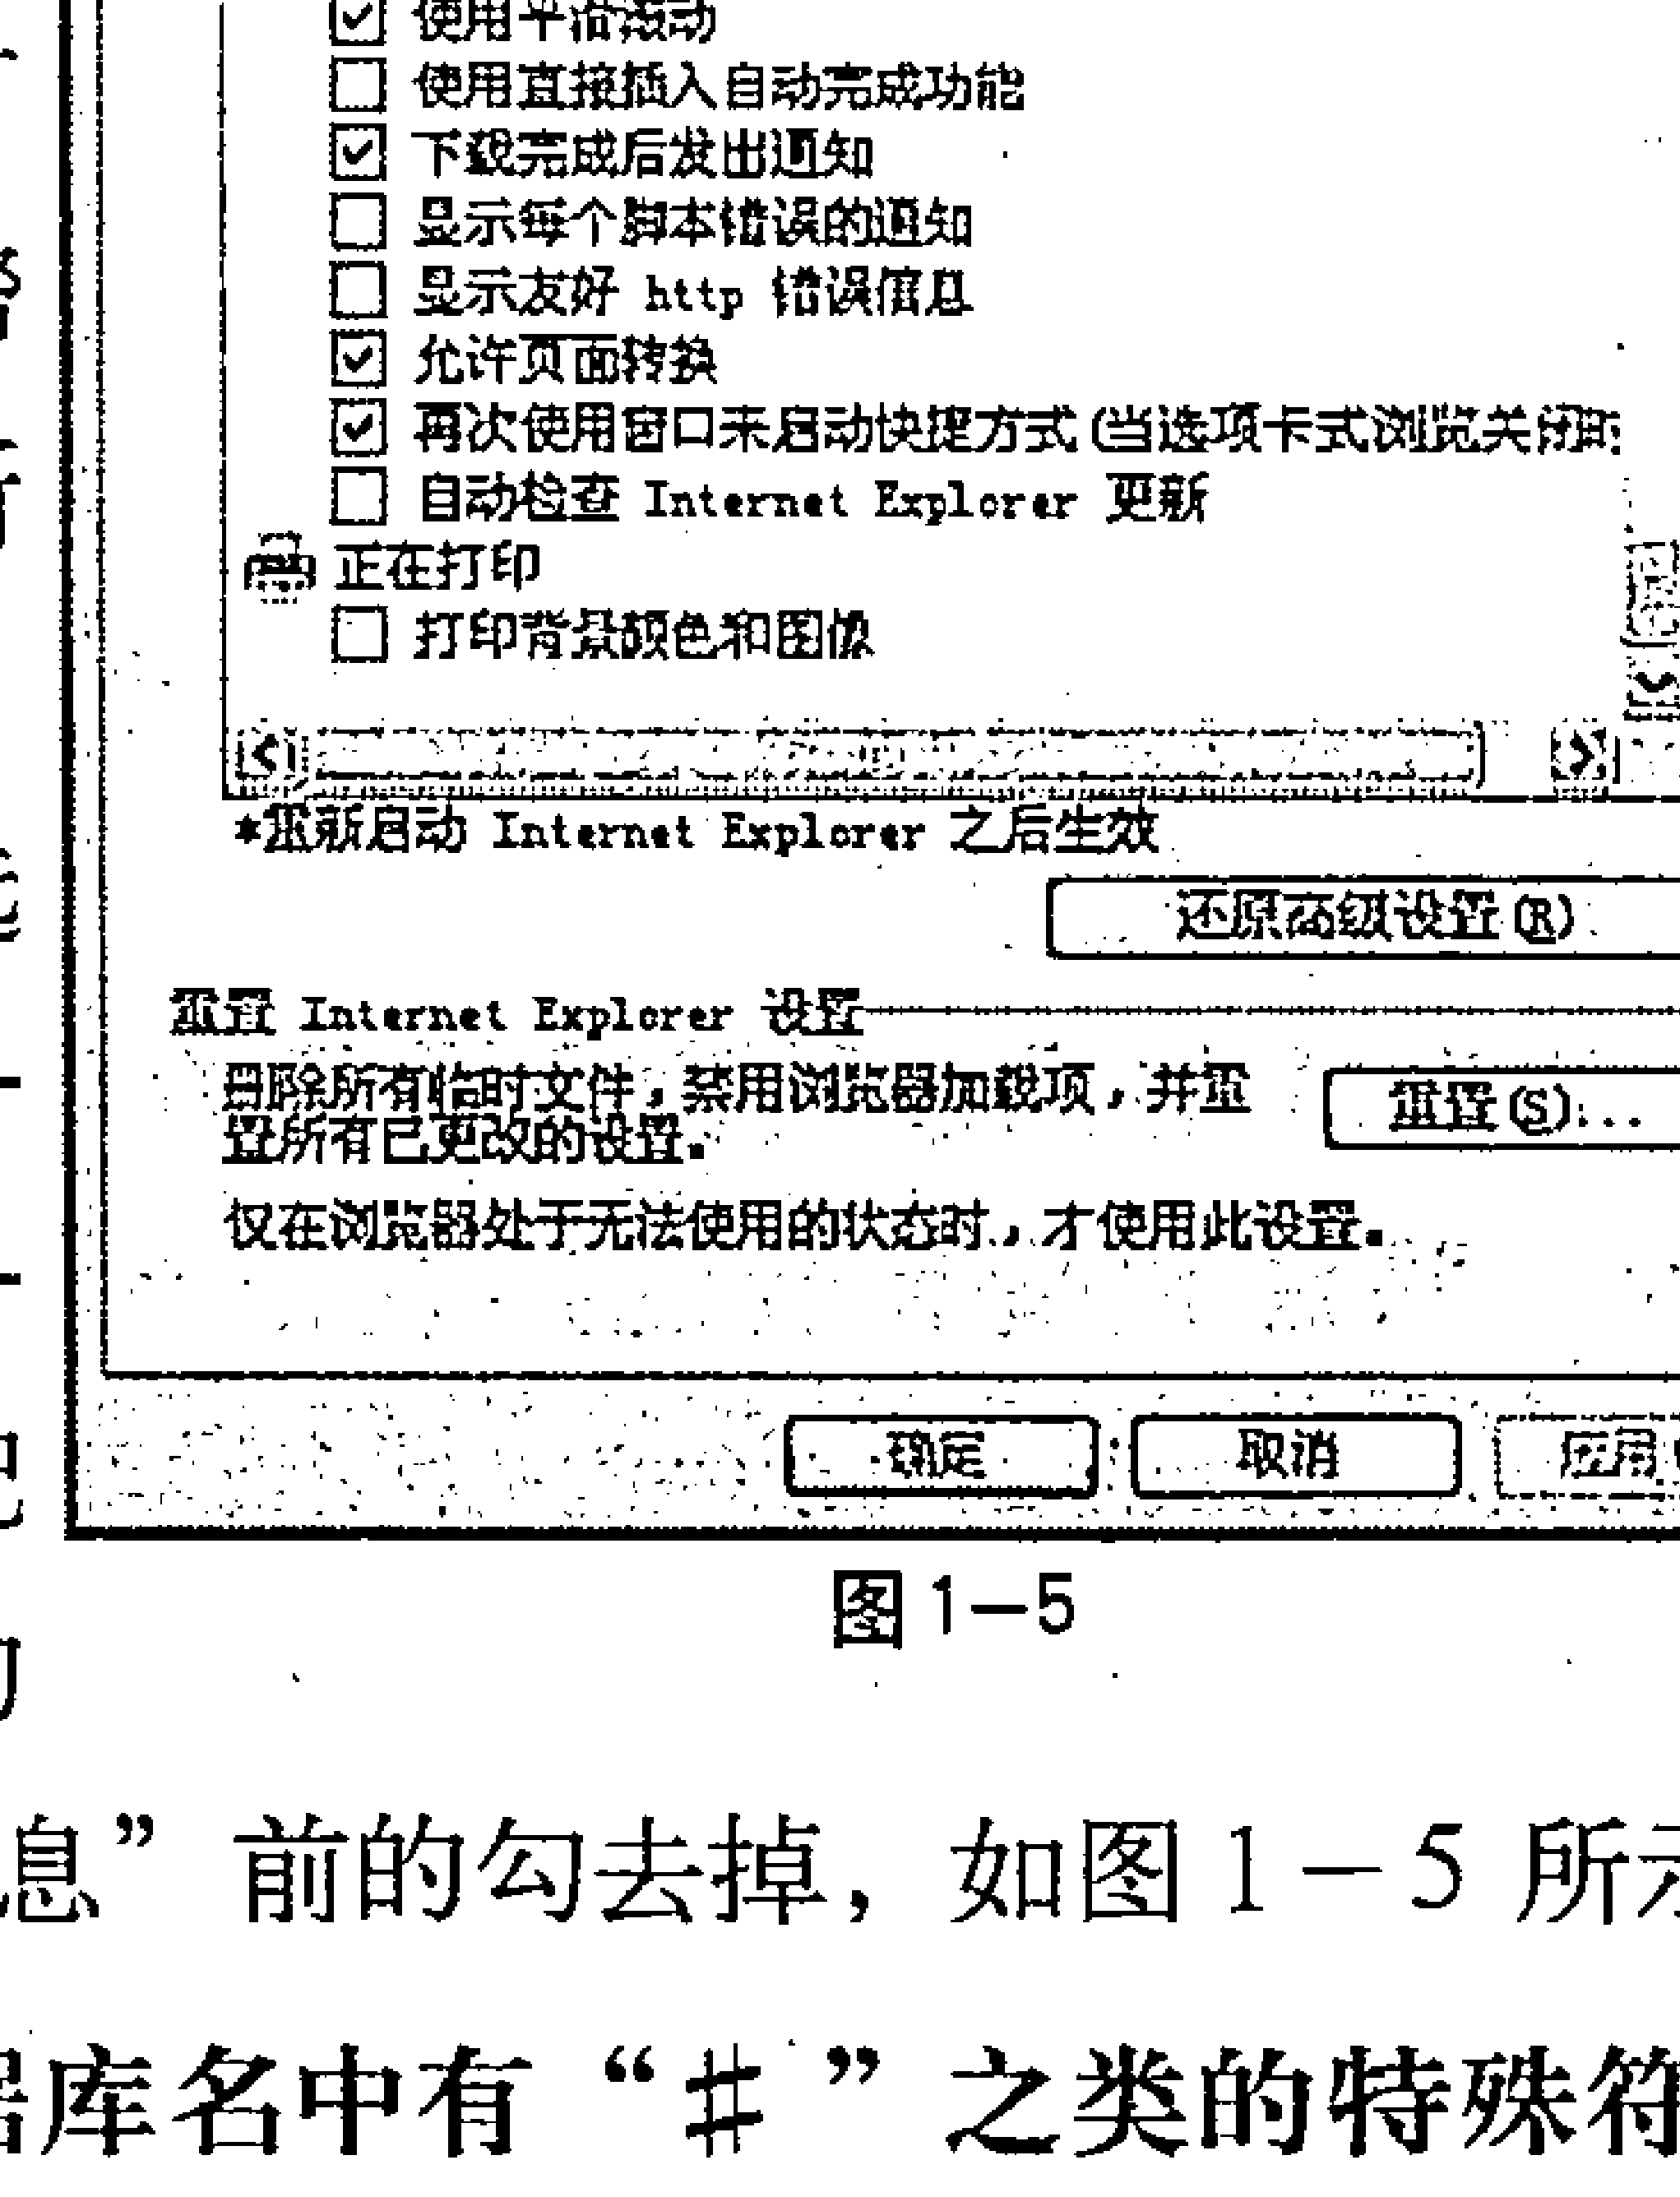 使用平滑滚动
使用直接插入自动完成功能
下载完成后发出通知
显示每个脚本错误的通知
显示友好 http 错误信息
允许页面转换
再次使用窗口来启动快捷方式(当选项卡式浏览关闭时
自动检查 Internet Explorer 更新
正在打印
打印背景颜色和图像
*重新启动 Internet Explorer 之后生效
还原高级设置(R)
重置 Internet Explorer 设置
删除所有临时文件，禁用浏览器加载项，并重
置所有已更改的设置。
重置(S)...
仅在浏览器处于无法使用的状态时，才使用此设置。
确定 取消 应用(
图 1-5
息” 前的勾去掉，如图 1－5 所示
据库名中有 “#” 之类的特殊符